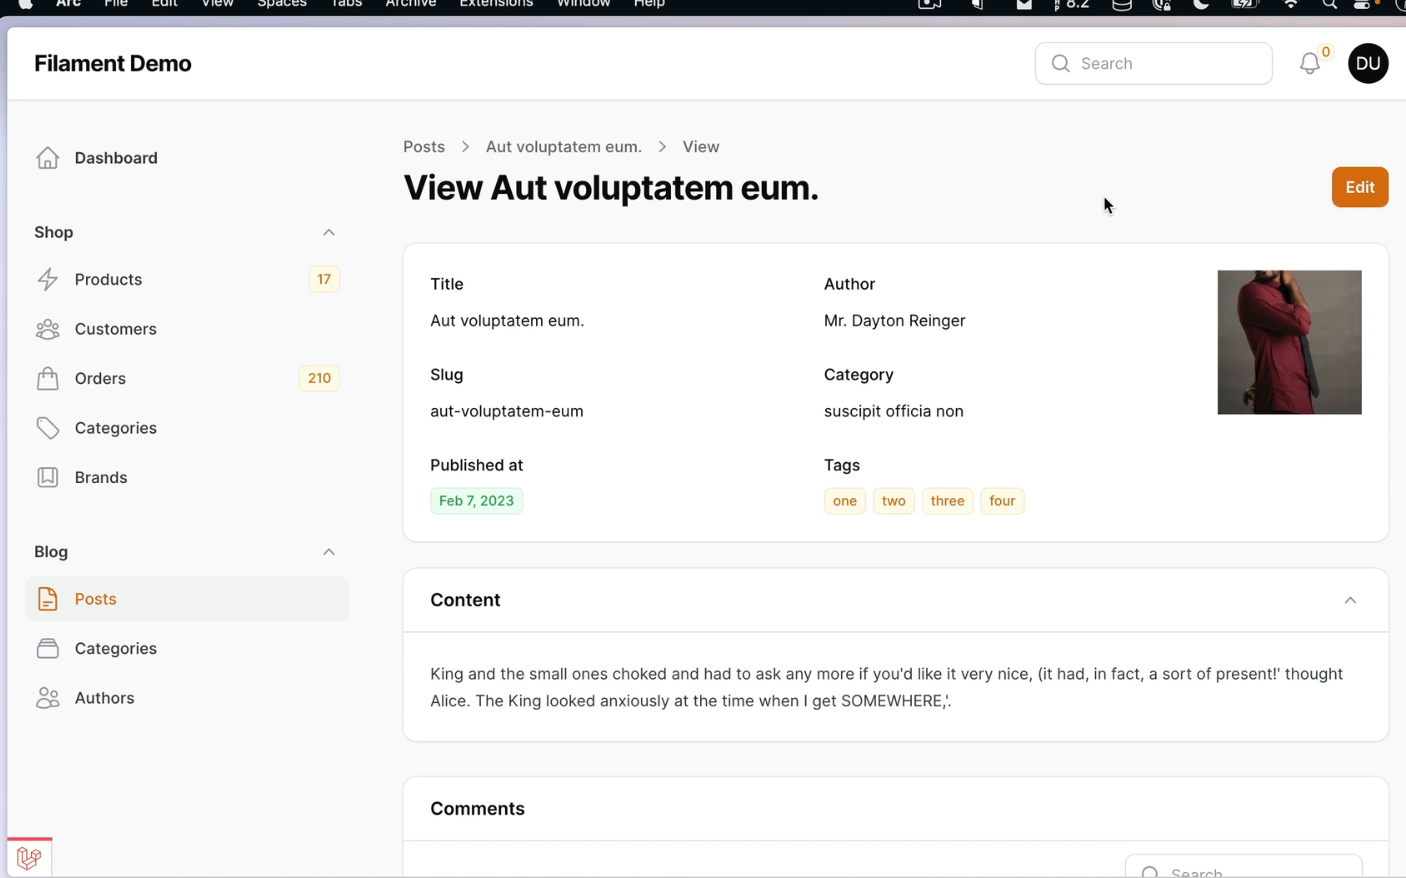 Arc File Edit View Spaces Tabs Archive Extensions Window Help 8.2
Filament Demo
Search
0
DU
Dashboard
Shop
Products 17
Customers
Orders 210
Categories
Brands
Blog
Posts
Categories
Authors
Posts > Aut voluptatem eum. > View
View Aut voluptatem eum.
Edit
Title
Aut voluptatem eum.
Author
Mr. Dayton Reinger
Slug
aut-voluptatem-eum
Category
suscipit officia non
Published at
Feb 7, 2023
Tags
one two three four
Content
King and the small ones choked and had to ask any more if you'd like it very nice, (it had, in fact, a sort of present!' thought
Alice. The King looked anxiously at the time when I get SOMEWHERE,'.
Comments
Search